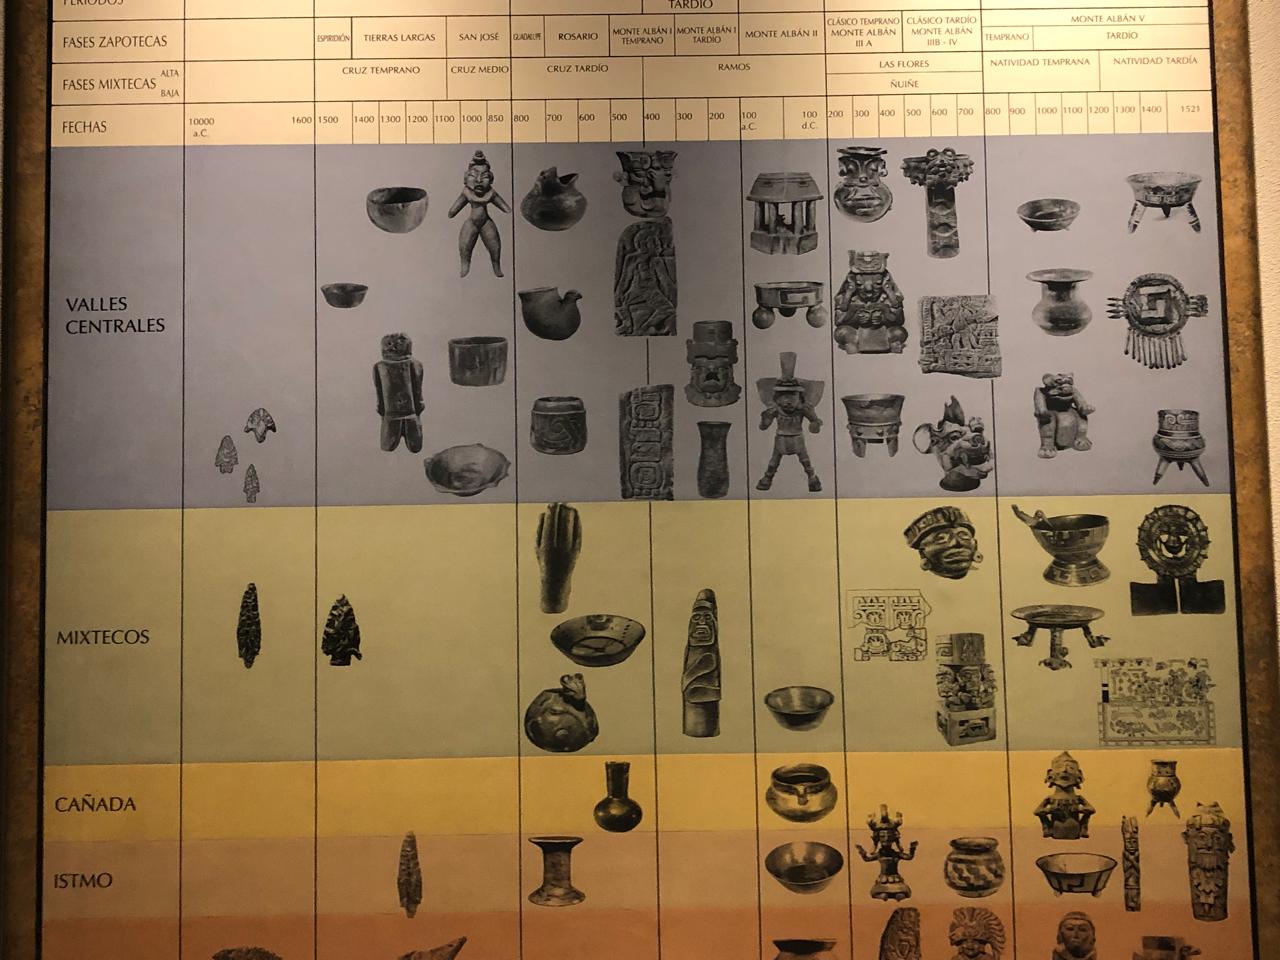 PERIODOS
TARDÍO
FASES ZAPOTECAS
ESPIRIDIÓN
TIERRAS LARGAS
SAN JOSÉ
GUADALUPE
ROSARIO
MONTE ALBÁN I
TEMPRANO
MONTE ALBÁN I
TARDÍO
MONTE ALBÁN II
CLÁSICO TEMPRANO
MONTE ALBÁN
III A
CLÁSICO TARDÍO
MONTE ALBÁN
IIIB - IV
MONTE ALBÁN V
TEMPRANO
TARDÍO
FASES MIXTECAS
ALTA
BAJA
CRUZ TEMPRANO
CRUZ MEDIO
CRUZ TARDÍO
RAMOS
LAS FLORES
ÑUIÑE
NATIVIDAD TEMPRANA
NATIVIDAD TARDÍA
FECHAS
10000
a.C.
1600
1500
1400
1300
1200
1100
1000
850
800
700
600
500
400
300
200
100
a.C.
100
d.C.
200
300
400
500
600
700
800
900
1000
1100
1200
1300
1400
1521
VALLES
CENTRALES
MIXTECOS
CAÑADA
ISTMO